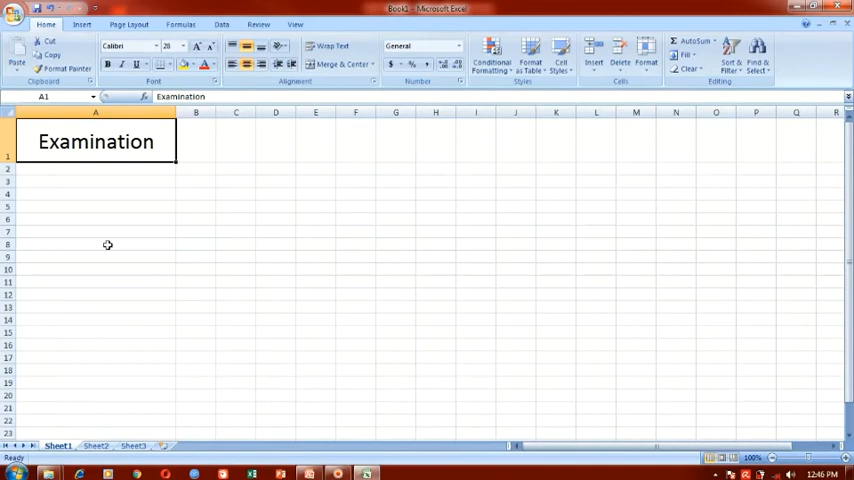 Book1 - Microsoft Excel
Home Insert Page Layout Formulas Data Review View
Paste
Cut
Copy
Format Painter
Clipboard
Calibri 28
B I U
Font
Wrap Text
Merge & Center
Alignment
General
$ % ,
Number
Conditional Formatting
Format as Table
Cell Styles
Styles
Insert Delete Format
Cells
AutoSum
Fill
Clear
Sort & Filter
Find & Select
Editing
A1 fx Examination
A B C D E F G H I J K L M N O P Q R
1 Examination
2
3
4
5
6
7
8
9
10
11
12
13
14
15
16
17
18
19
20
21
22
23
Sheet1 Sheet2 Sheet3
Ready 100%
12:46 PM